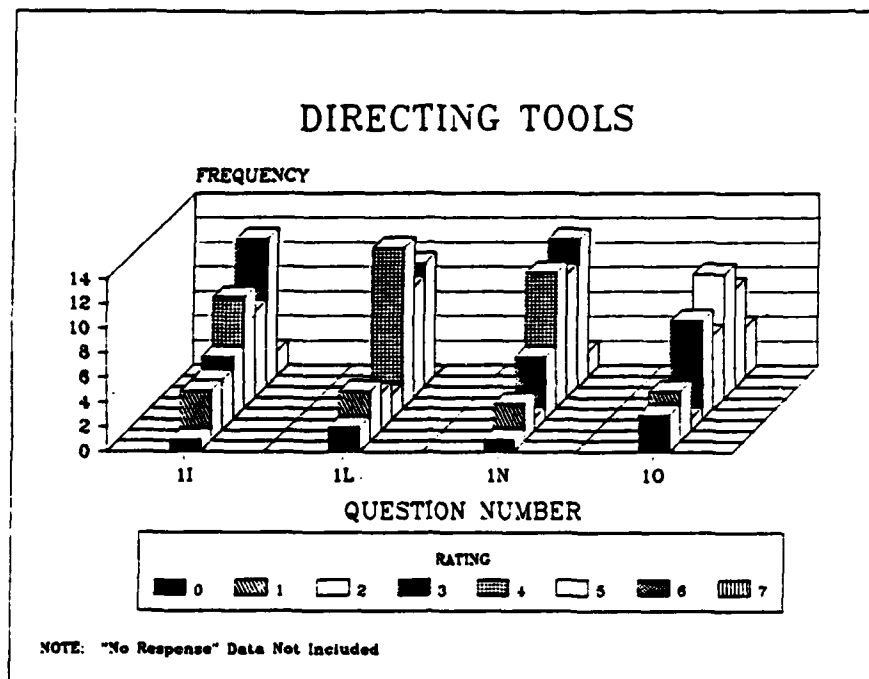 DIRECTING TOOLS
FREQUENCY
14
12
10
8
6
4
2
0
1I 1L 1N 1O
QUESTION NUMBER
RATING
0 1 2 3 4 5 6 7
NOTE: "No Response" Data Not Included